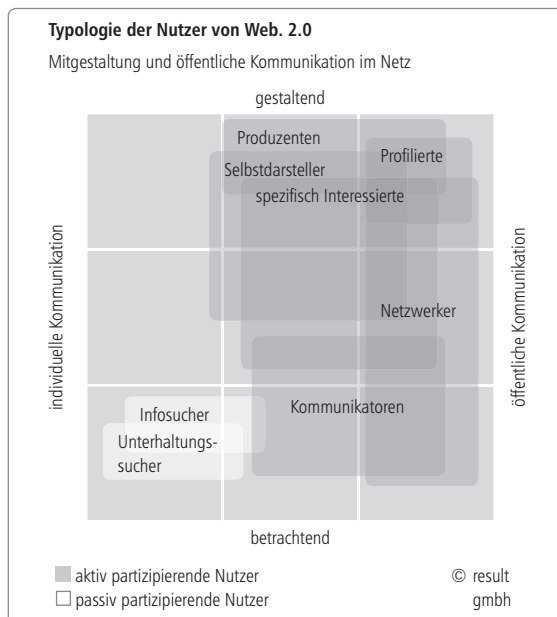 Typologie der Nutzer von Web. 2.0
Mitgestaltung und öffentliche Kommunikation im Netz
gestaltend
Produzenten
Profilierte
Selbstdarsteller
spezifisch Interessierte
individuelle Kommunikation
öffentliche Kommunikation
Netzwerker
Infosucher
Kommunikatoren
Unterhaltungs-
sucher
betrachtend
aktiv partizipierende Nutzer
© result
passiv partizipierende Nutzer
gmbh